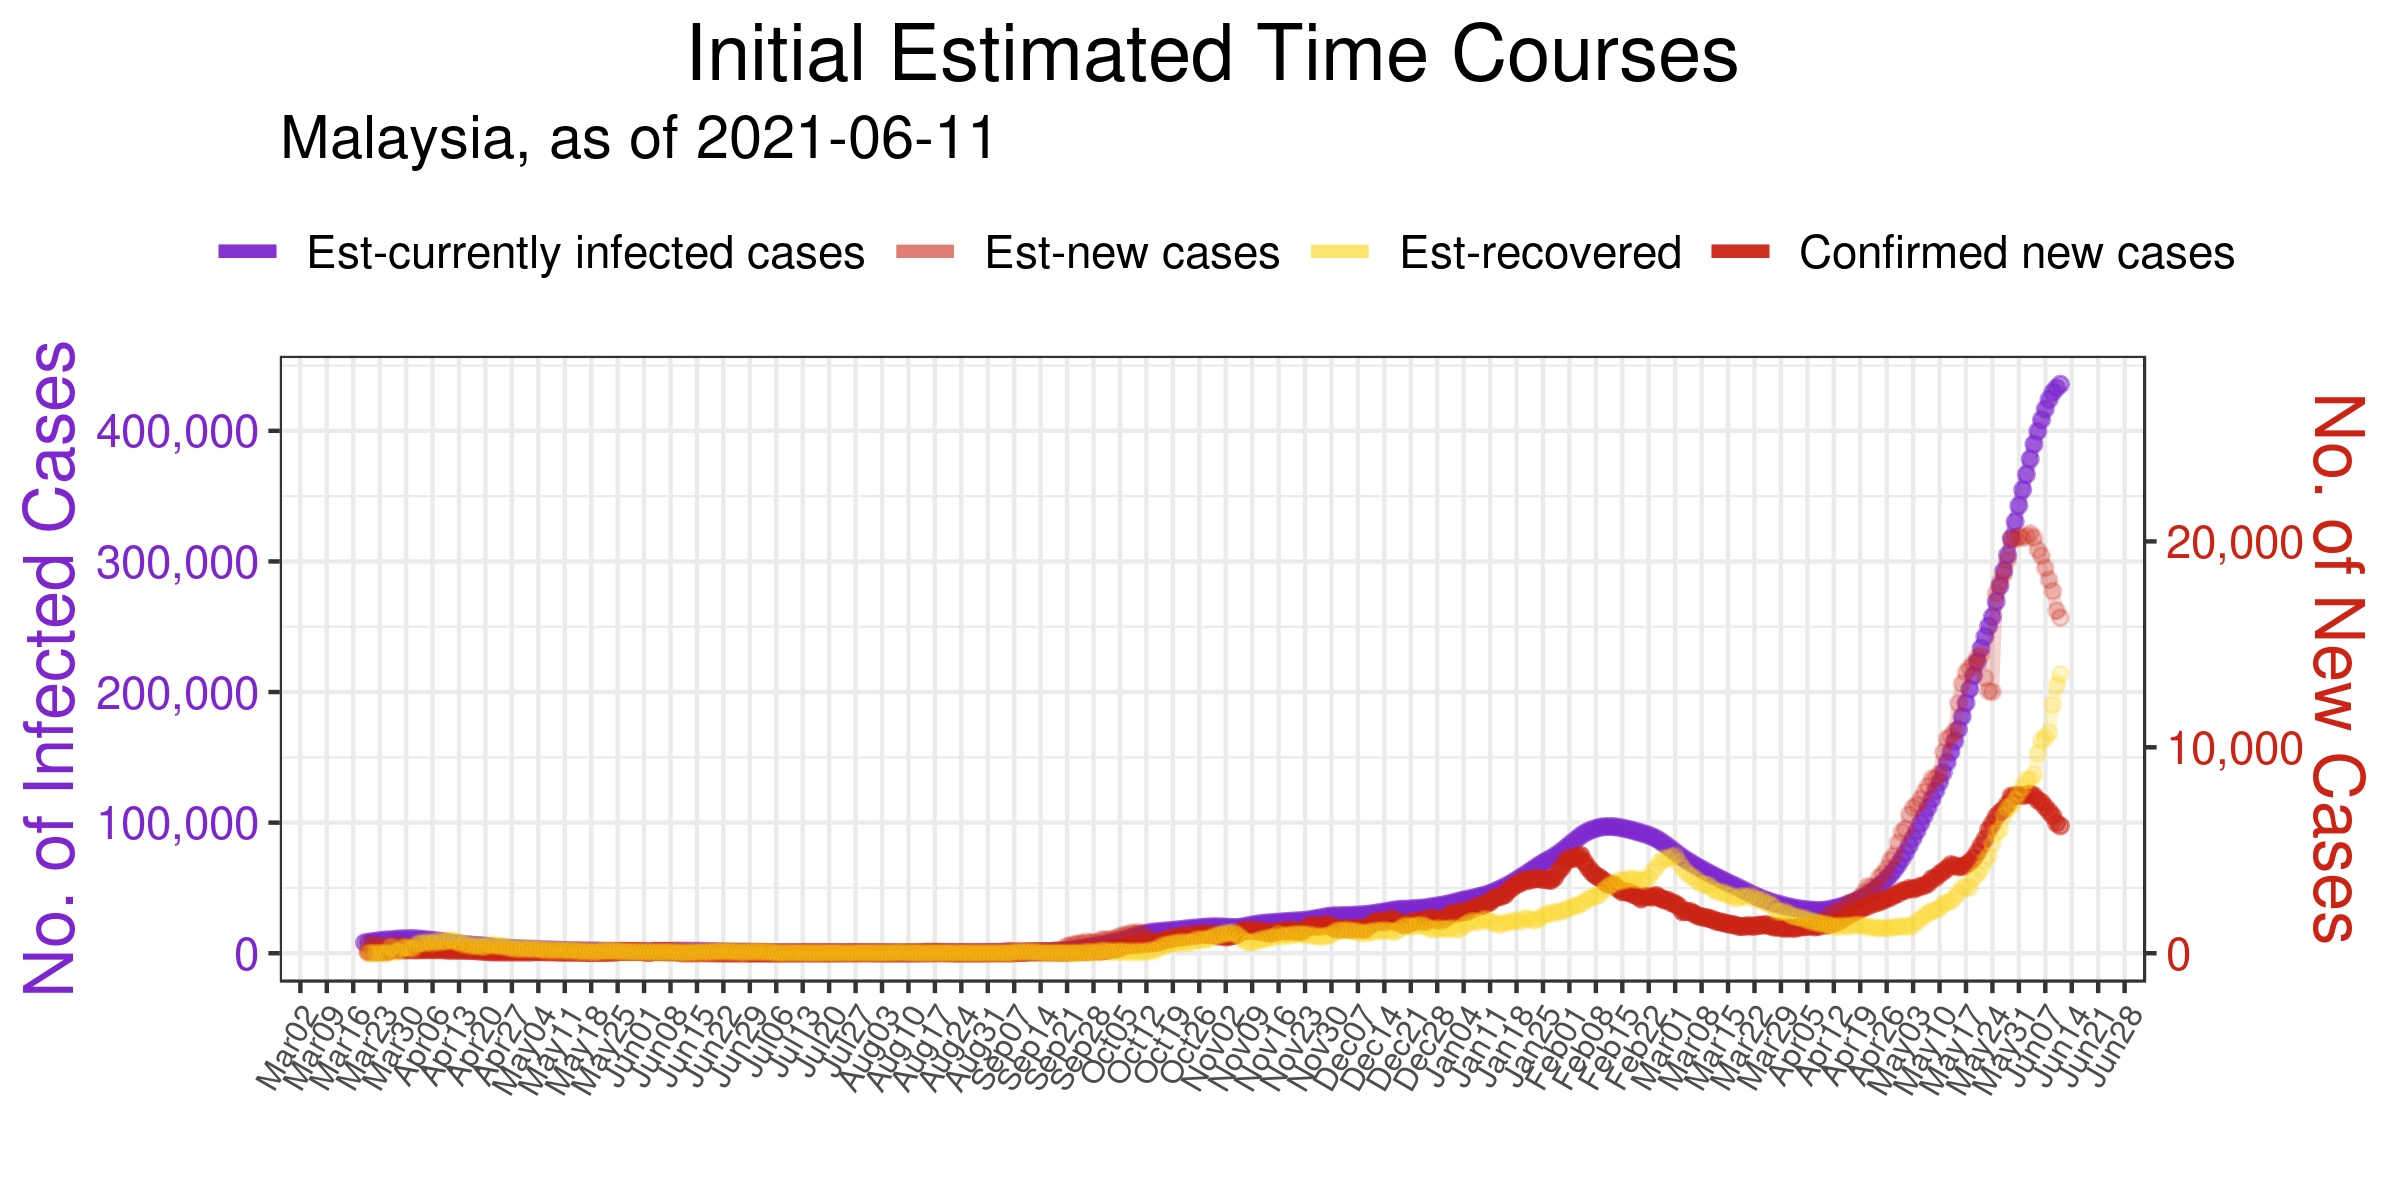 Initial Estimated Time Courses
Malaysia, as of 2021-06-11
Est-currently infected cases Est-new cases Est-recovered Confirmed new cases
No. of Infected Cases
400,000
300,000
200,000
100,000
0
20,000
10,000
0
No. of New Cases
Mar02 Mar09 Mar16 Mar23 Mar30 Apr06 Apr13 Apr20 Apr27 May04 May11 May18 May25 Jun01 Jun08 Jun15 Jun22 Jun29 Jul06 Jul13 Jul20 Jul27 Aug03 Aug10 Aug17 Aug24 Aug31 Sep07 Sep14 Sep21 Sep28 Oct05 Oct12 Oct19 Oct26 Nov02 Nov09 Nov16 Nov23 Nov30 Dec07 Dec14 Dec21 Dec28 Jan04 Jan11 Jan18 Jan25 Feb01 Feb08 Feb15 Feb22 Mar01 Mar08 Mar15 Mar22 Mar29 Apr05 Apr12 Apr19 Apr26 May03 May10 May17 May24 May31 Jun07 Jun14 Jun21 Jun28